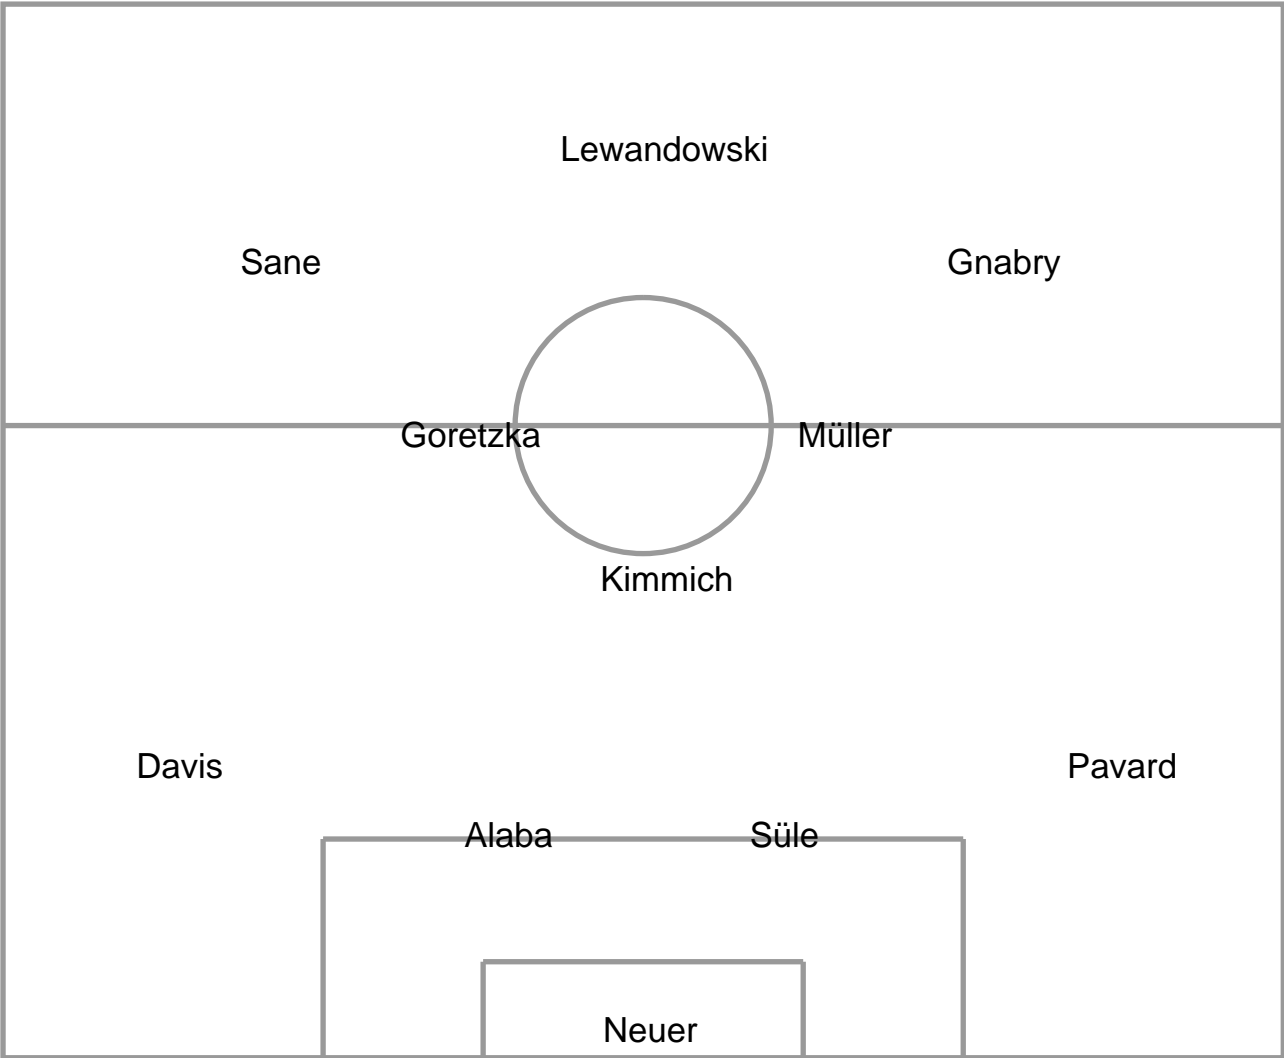 Lewandowski
Sane Gnabry
Goretzka Müller
Kimmich
Davis Pavard
Alaba Süle
Neuer